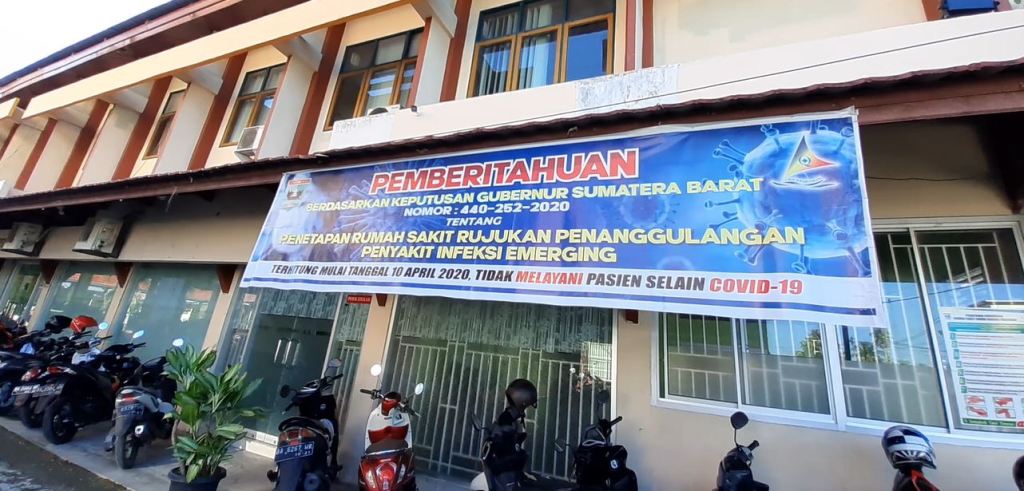 PEMBERITAHUAN
BERDASARKAN KEPUTUSAN GUBERNUR SUMATERA BARAT
NOMOR : 440-252-2020
TENTANG
PENETAPAN RUMAH SAKIT RUJUKAN PENANGGULANGAN
PENYAKIT INFEKSI EMERGING
TERHITUNG MULAI TANGGAL 10 APRIL 2020, TIDAK MELAYANI PASIEN SELAIN COVID-19